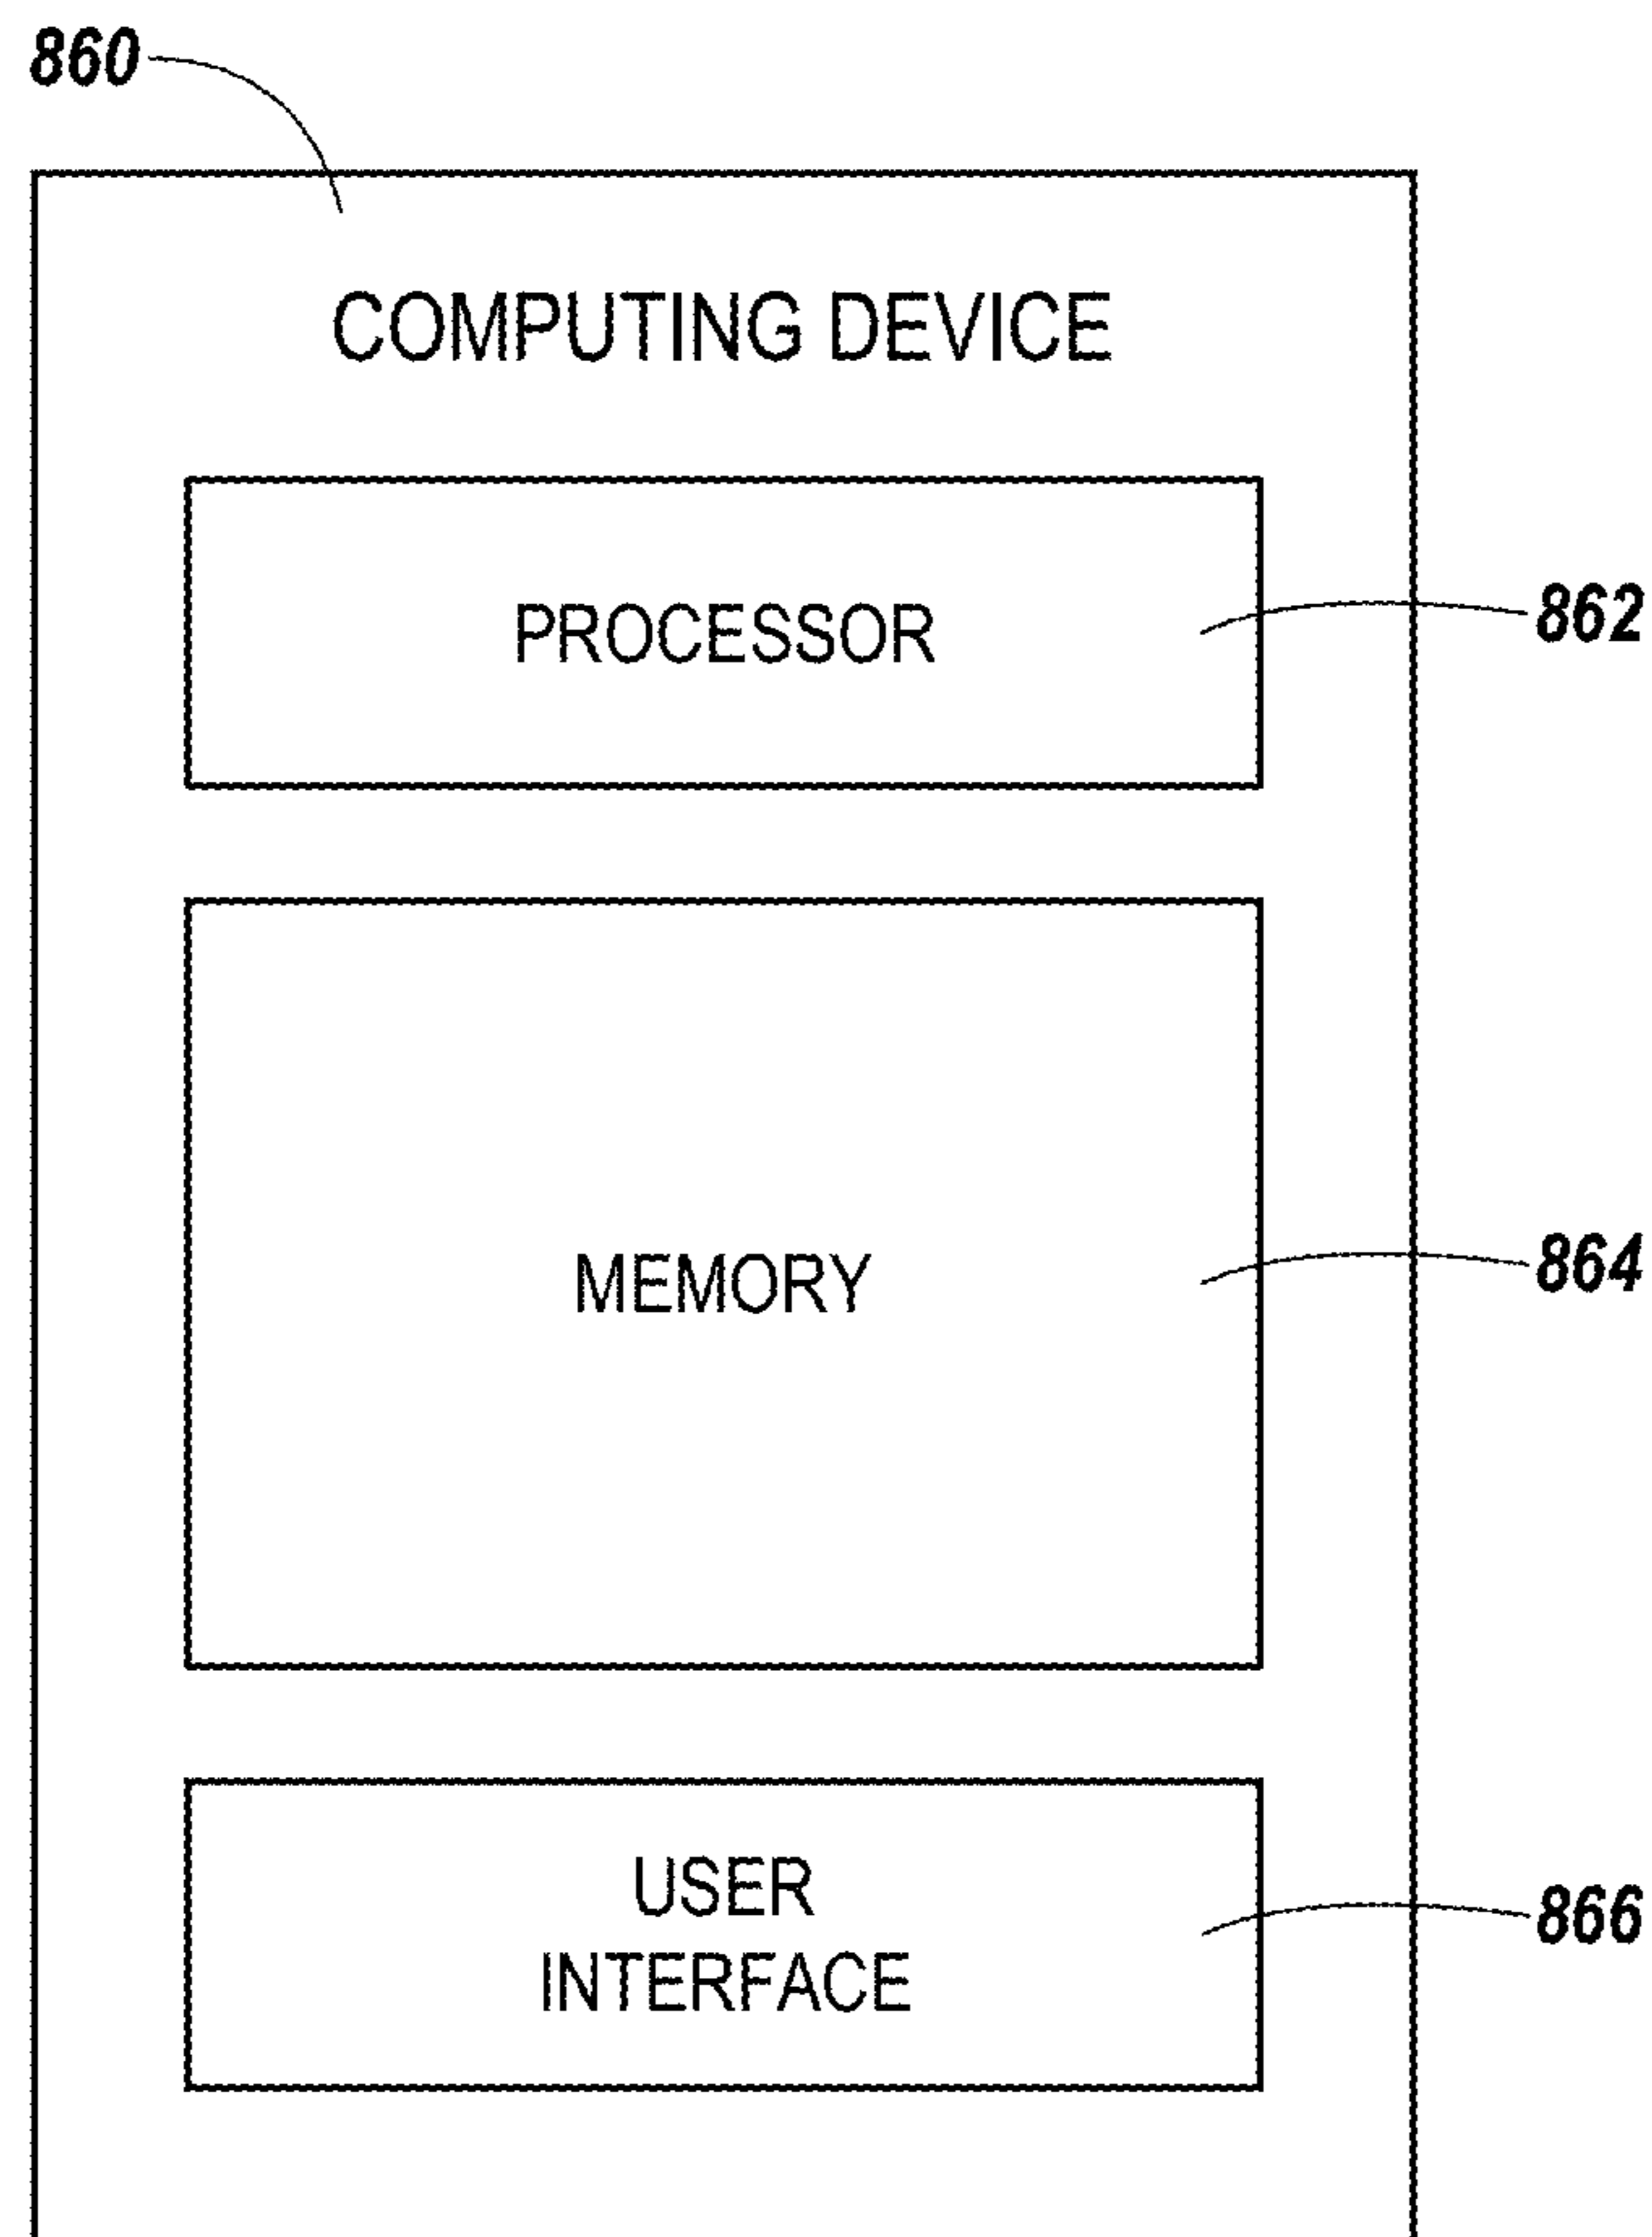 860
COMPUTING DEVICE
PROCESSOR
862
MEMORY
864
USER
INTERFACE
866